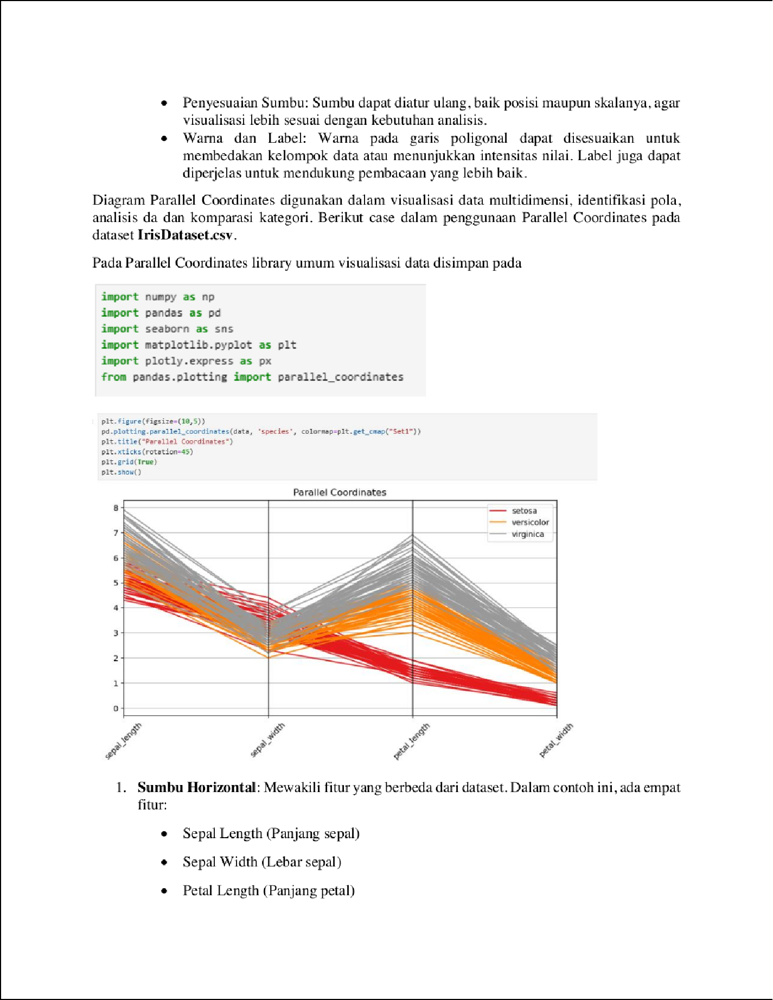 • Penyesuaian Sumbu: Sumbu dapat diatur ulang, baik posisi maupun skalanya, agar
visualisasi lebih sesuai dengan kebutuhan analisis.
• Warna dan Label: Warna pada garis poligonal dapat disesuaikan untuk
membedakan kelompok data atau menunjukkan intensitas nilai. Label juga dapat
diperjelas untuk mendukung pembacaan yang lebih baik.
Diagram Parallel Coordinates digunakan dalam visualisasi data multidimensi, identifikasi pola,
analisis da dan komparasi kategori. Berikut case dalam penggunaan Parallel Coordinates pada
dataset IrisDataset.csv.
Pada Parallel Coordinates library umum visualisasi data disimpan pada
import numpy as np
import pandas as pd
import seaborn as sns
import matplotlib.pyplot as plt
import plotly.express as px
from pandas.plotting import parallel_coordinates
plt.figure(figsize=(10,5))
pd.plotting.parallel_coordinates(data, 'species', colormap=plt.get_cmap("Set1"))
plt.title("Parallel Coordinates")
plt.xticks(rotation=45)
plt.grid(True)
plt.show()
Parallel Coordinates
8
7
6
5
4
3
2
1
0
setosa
versicolor
virginica
sepal_length
sepal_width
petal_length
petal_width
1. Sumbu Horizontal: Mewakili fitur yang berbeda dari dataset. Dalam contoh ini, ada empat
fitur:
• Sepal Length (Panjang sepal)
• Sepal Width (Lebar sepal)
• Petal Length (Panjang petal)